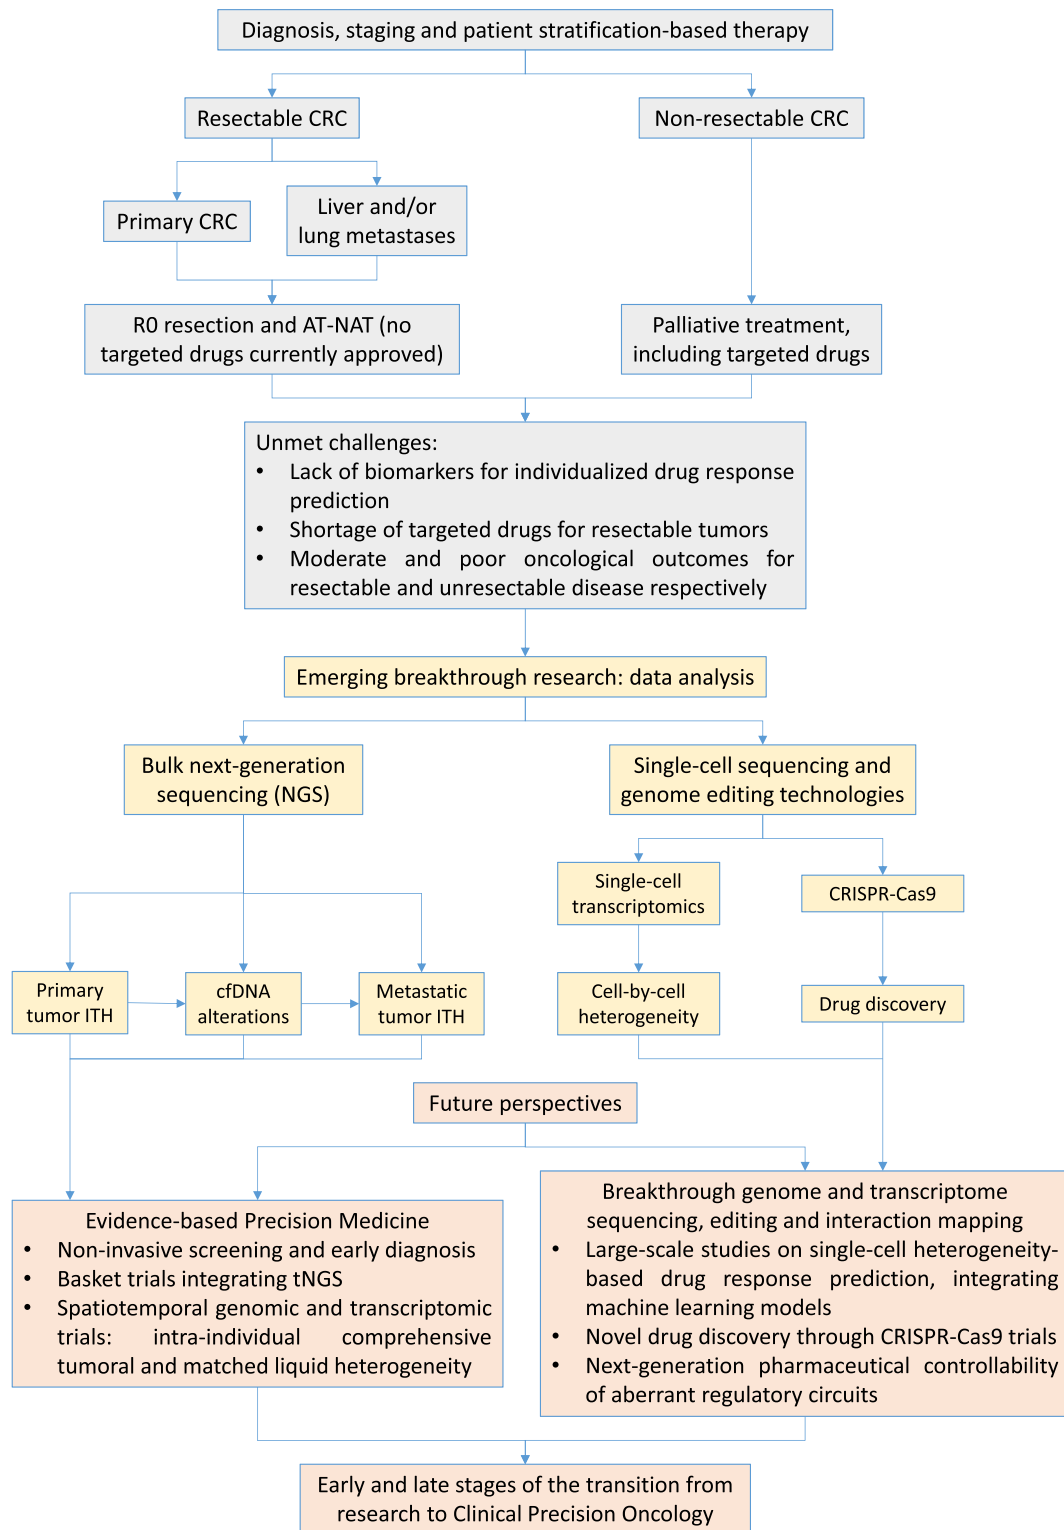 Diagnosis, staging and patient stratification-based therapy
Resectable CRC
Non-resectable CRC
Primary CRC
Liver and/or
lung metastases
R0 resection and AT-NAT (no
targeted drugs currently approved)
Palliative treatment,
including targeted drugs
Unmet challenges:
• Lack of biomarkers for individualized drug response
prediction
• Shortage of targeted drugs for resectable tumors
• Moderate and poor oncological outcomes for
resectable and unresectable disease respectively
Emerging breakthrough research: data analysis
Bulk next-generation
sequencing (NGS)
Single-cell sequencing and
genome editing technologies
Single-cell
transcriptomics
CRISPR-Cas9
Primary
tumor ITH
cfDNA
alterations
Metastatic
tumor ITH
Cell-by-cell
heterogeneity
Drug discovery
Future perspectives
Evidence-based Precision Medicine
• Non-invasive screening and early diagnosis
• Basket trials integrating tNGS
• Spatiotemporal genomic and transcriptomic
trials: intra-individual comprehensive
tumoral and matched liquid heterogeneity
Breakthrough genome and transcriptome
sequencing, editing and interaction mapping
• Large-scale studies on single-cell heterogeneity-
based drug response prediction, integrating
machine learning models
• Novel drug discovery through CRISPR-Cas9 trials
• Next-generation pharmaceutical controllability
of aberrant regulatory circuits
Early and late stages of the transition from
research to Clinical Precision Oncology